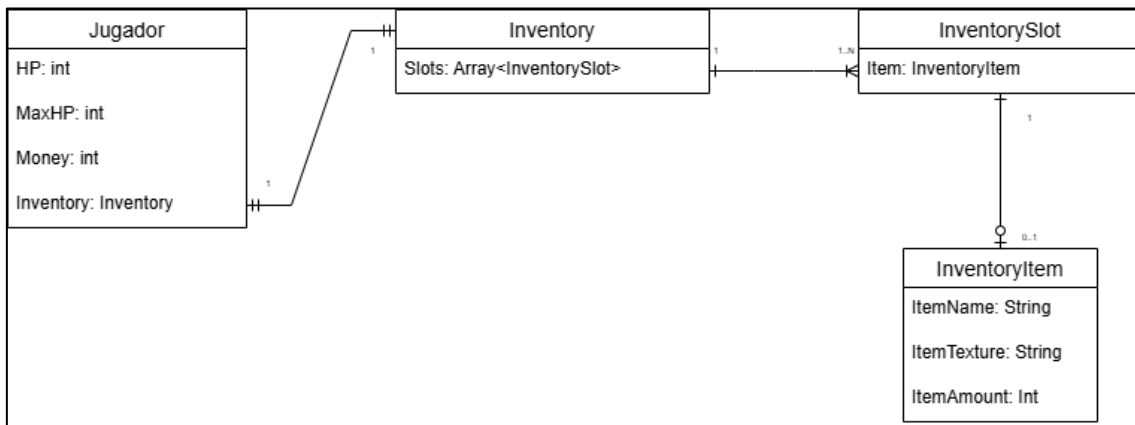 Jugador
HP: int
MaxHP: int
Money: int
Inventory: Inventory
1
1
Inventory
Slots: Array<InventorySlot>
1
1..N
InventorySlot
Item: InventoryItem
1
0..1
InventoryItem
ItemName: String
ItemTexture: String
ItemAmount: Int